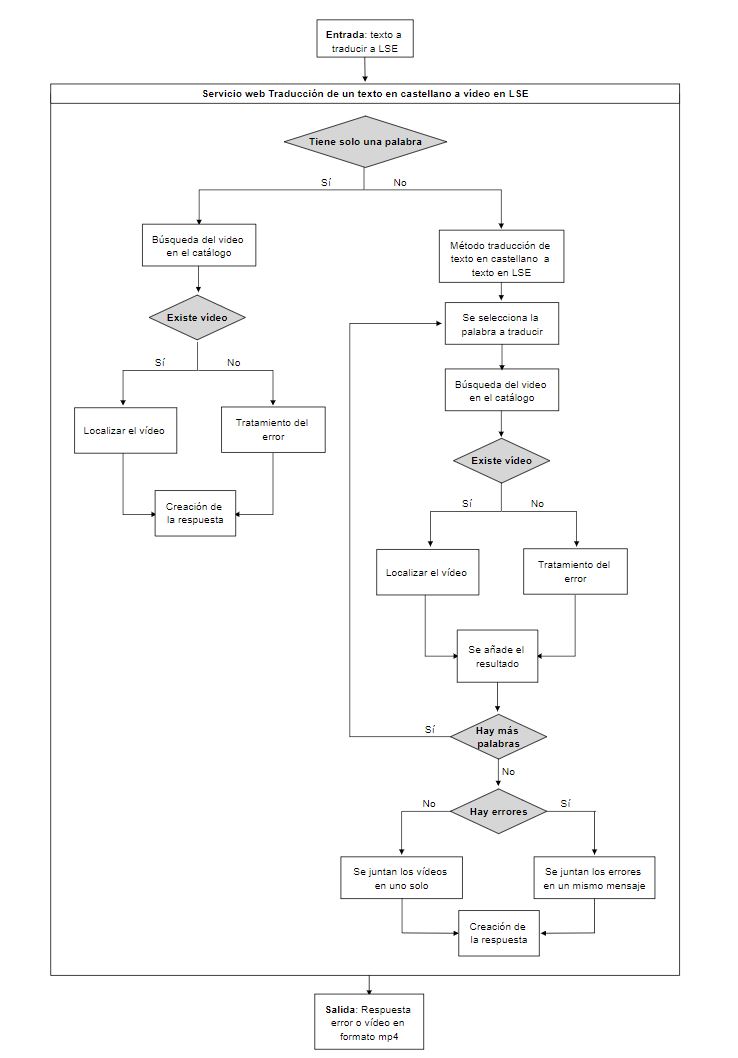 Entrada: texto a
traducir a LSE
Servicio web Traducción de un texto en castellano a vídeo en LSE
Tiene solo una palabra
Sí
No
Búsqueda del video
en el catálogo
Existe vídeo
Sí
No
Localizar el vídeo
Tratamiento del
error
Creación de
la respuesta
Método traducción de
texto en castellano a
texto en LSE
Se selecciona la
palabra a traducir
Búsqueda del video
en el catálogo
Existe vídeo
Sí
No
Localizar el vídeo
Tratamiento del
error
Se añade el
resultado
Sí
Hay más
palabras
No
No
Hay errores
Sí
Se juntan los vídeos
en uno solo
Se juntan los errores
en un mismo mensaje
Creación de
la respuesta
Salida: Respuesta
error o vídeo en
formato mp4